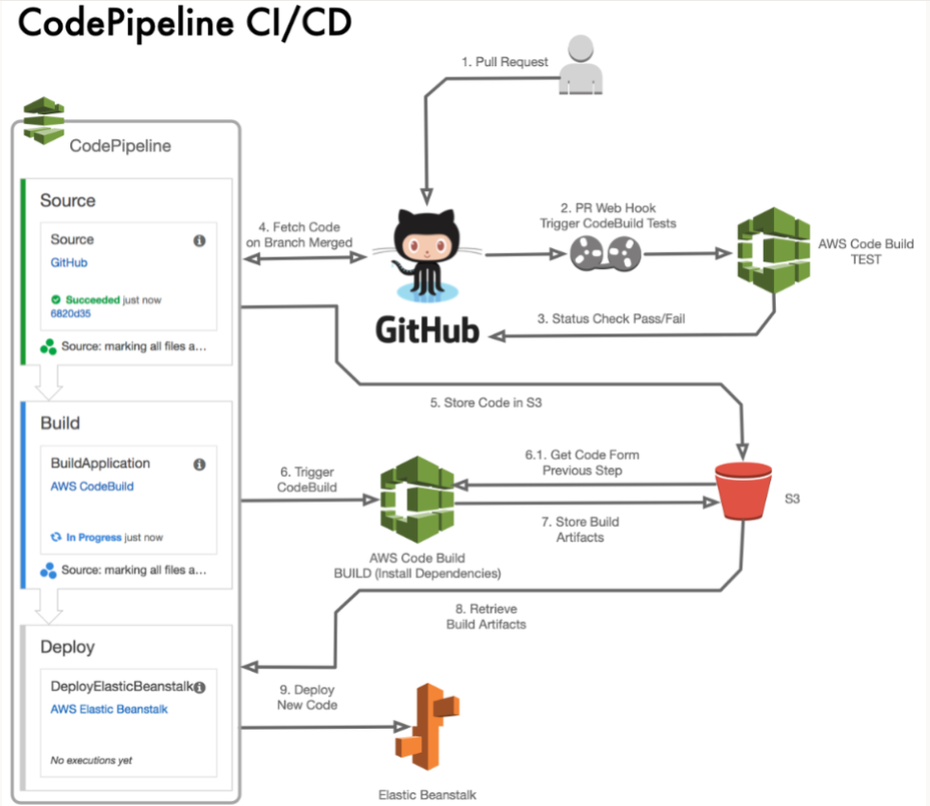 CodePipeline CI/CD
1. Pull Request
CodePipeline
Source
Source
GitHub
Succeeded just now
6820d35
Source: marking all files a...
4. Fetch Code
on Branch Merged
GitHub
2. PR Web Hook
Trigger CodeBuild Tests
AWS Code Build
TEST
3. Status Check Pass/Fail
5. Store Code in S3
Build
BuildApplication
AWS CodeBuild
In Progress just now
Source: marking all files a...
6. Trigger
CodeBuild
AWS Code Build
BUILD (Install Dependencies)
6.1. Get Code Form
Previous Step
7. Store Build
Artifacts
S3
8. Retrieve
Build Artifacts
Deploy
DeployElasticBeanstalk
AWS Elastic Beanstalk
No executions yet
9. Deploy
New Code
Elastic Beanstalk